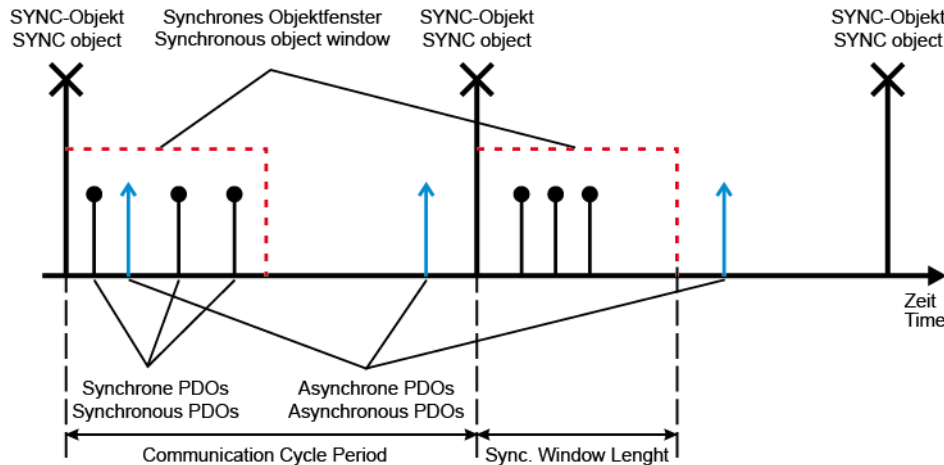 SYNC-Objekt
SYNC object
Synchrones Objektfenster
Synchronous object window
SYNC-Objekt
SYNC object
SYNC-Objekt
SYNC object
Zeit
Time
Synchrone PDOs
Synchronous PDOs
Asynchrone PDOs
Asynchronous PDOs
Communication Cycle Period
Sync. Window Lenght